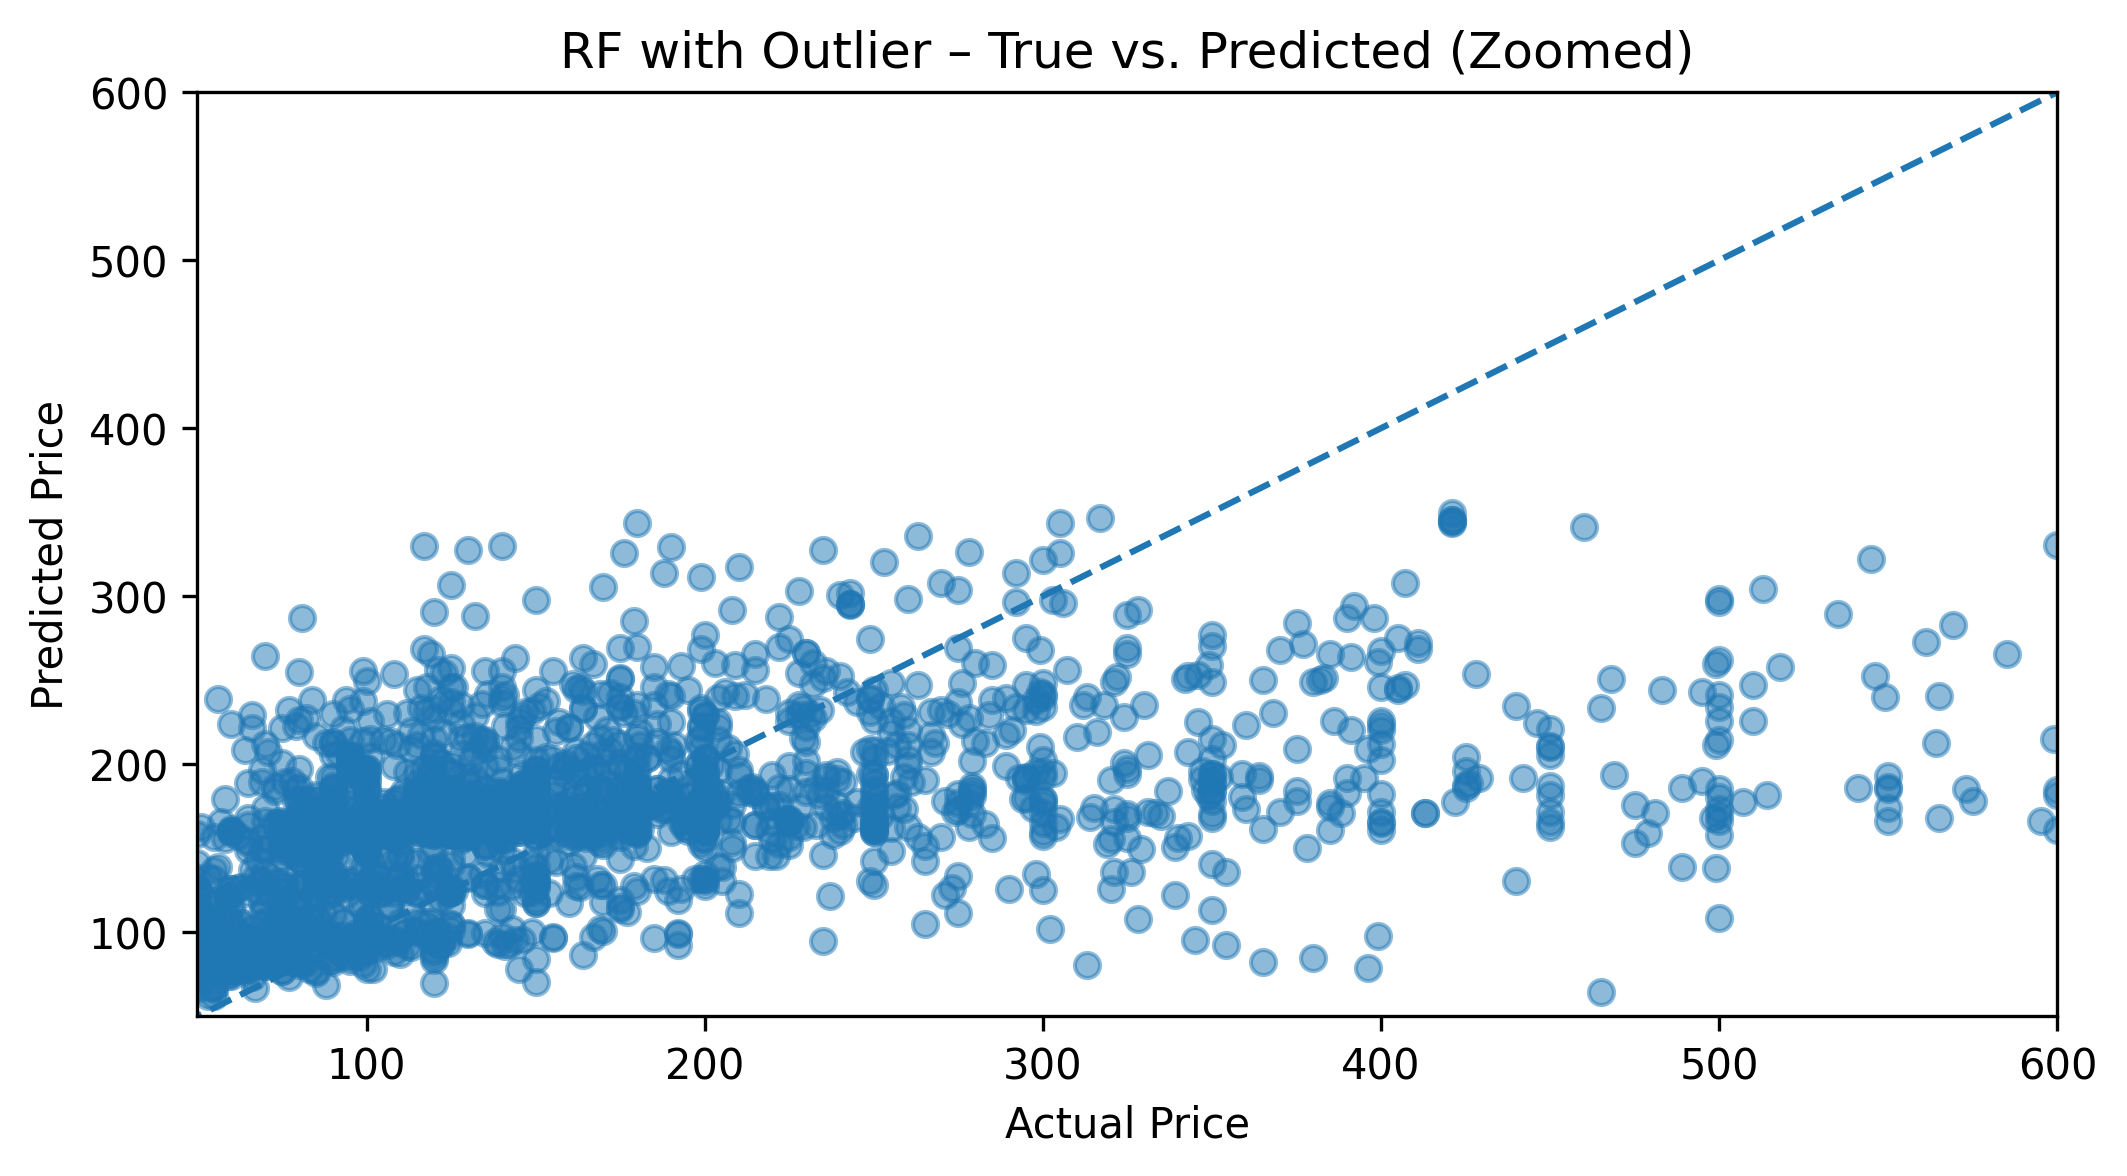 RF with Outlier – True vs. Predicted (Zoomed)
600
500
400
300
200
100
Predicted Price
100 200 300 400 500 600
Actual Price